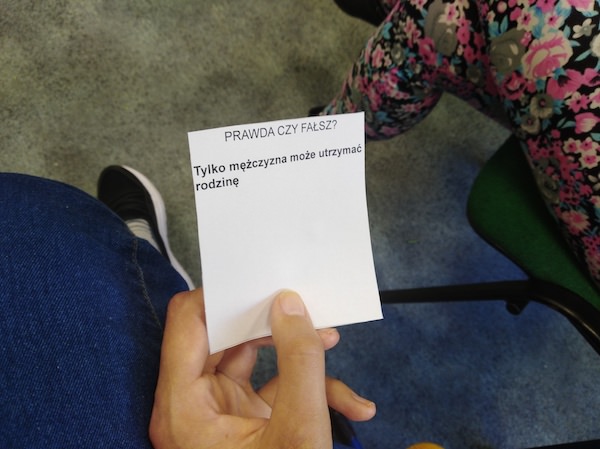 PRAWDA CZY FAŁSZ?
Tylko mężczyzna może utrzymać
rodzinę